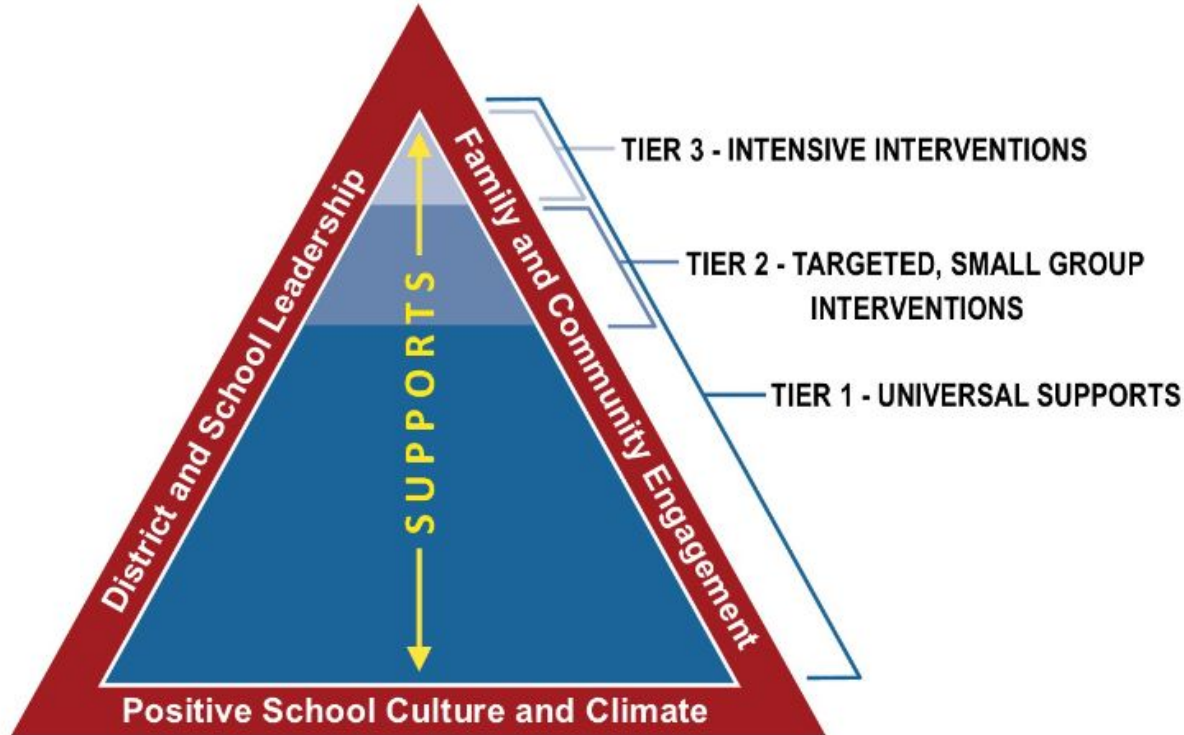 District and School Leadership
Family and Community Engagement
SUPPORTS
Positive School Culture and Climate
TIER 3 - INTENSIVE INTERVENTIONS
TIER 2 - TARGETED, SMALL GROUP
INTERVENTIONS
TIER 1 - UNIVERSAL SUPPORTS